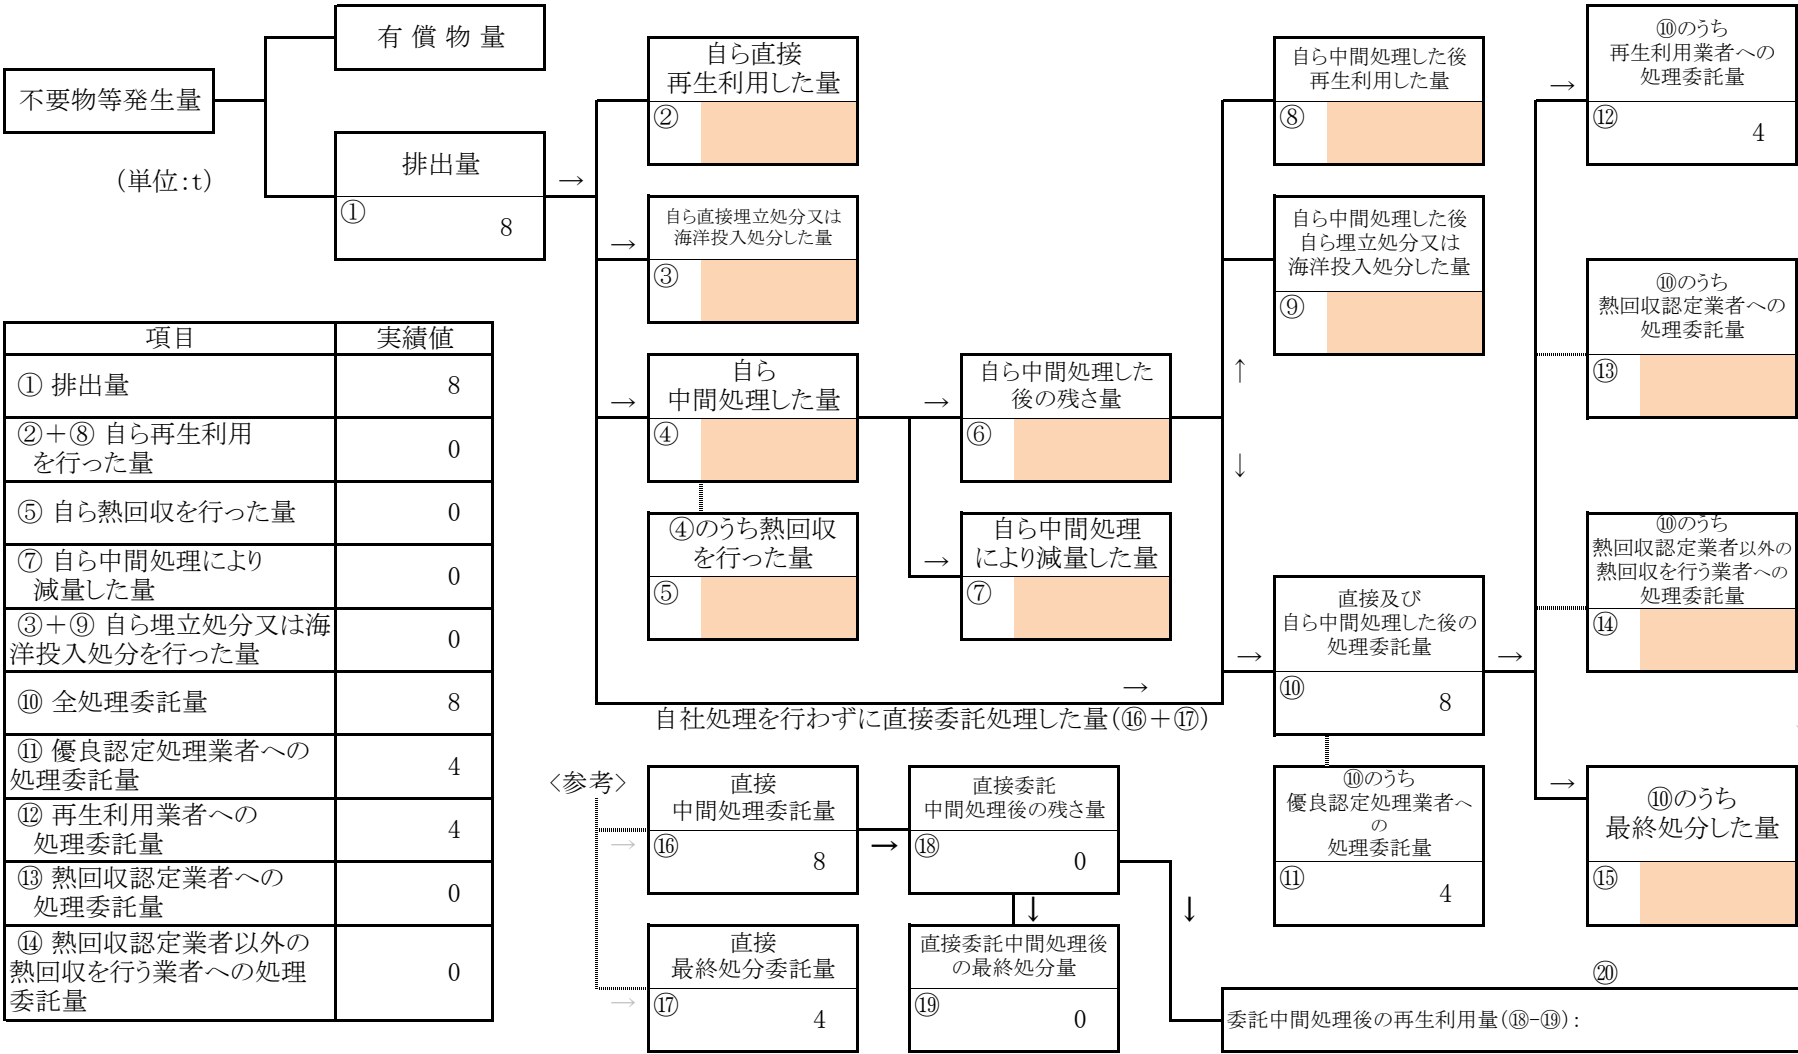 有 償 物 量
不要物等発生量
(単位:t)
排出量
①
8
→
自ら直接
再生利用した量
②
→
自ら直接埋立処分又は
海洋投入処分した量
③
→
自ら
中間処理した量
④
④のうち熱回収
を行った量
⑤
→
自ら中間処理した
後の残さ量
⑥
→
自ら中間処理
により減量した量
⑦
自ら中間処理した後
再生利用した量
⑧
自ら中間処理した後
自ら埋立処分又は
海洋投入処分した量
⑨
↑
↓
→
直接及び
自ら中間処理した後の
処理委託量
⑩
8
→
→
自社処理を行わずに直接委託処理した量(⑯+⑰)
⑩のうち
優良認定処理業者へ
の
処理委託量
⑪
4
→
⑩のうち
再生利用業者への
処理委託量
⑫
4
⑩のうち
熱回収認定業者への
処理委託量
⑬
⑩のうち
熱回収認定業者以外の
熱回収を行う業者への
処理委託量
⑭
→
⑩のうち
最終処分した量
⑮
項目 実績値
① 排出量 8
②+⑧ 自ら再生利用
を行った量 0
⑤ 自ら熱回収を行った量 0
⑦ 自ら中間処理により
減量した量 0
③+⑨ 自ら埋立処分又は海
洋投入処分を行った量 0
⑩ 全処理委託量 8
⑪ 優良認定処理業者への
処理委託量 4
⑫ 再生利用業者への
処理委託量 4
⑬ 熱回収認定業者への
処理委託量 0
⑭ 熱回収認定業者以外の
熱回収を行う業者への処理
委託量 0
<参考>
→
直接
中間処理委託量
⑯
8
→
直接委託
中間処理後の残さ量
⑱
0
↓
↓
→
直接
最終処分委託量
⑰
4
直接委託中間処理後
の最終処分量
⑲
0
⑳
委託中間処理後の再生利用量(⑱-⑲):